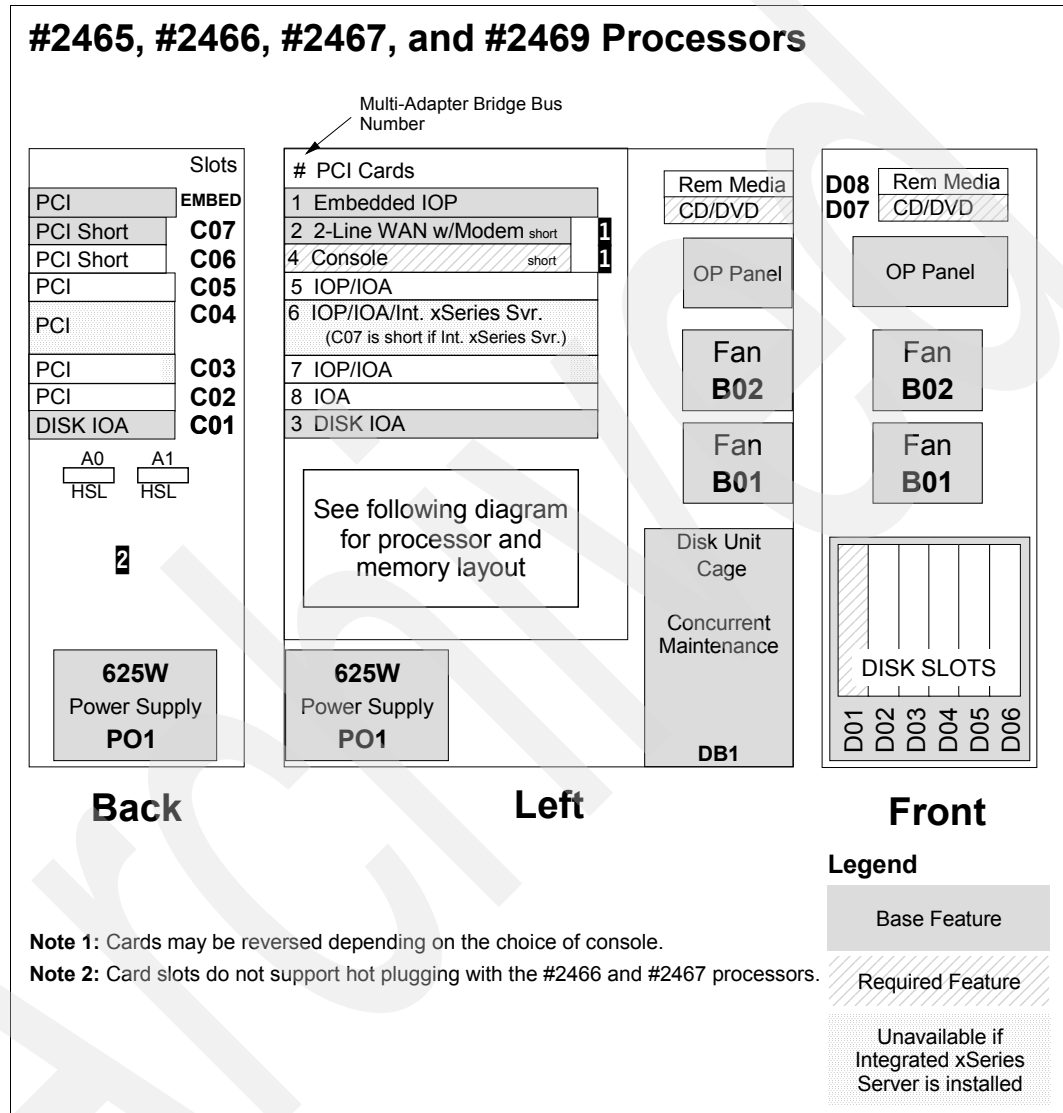 #2465, #2466, #2467, and #2469 Processors
Multi-Adapter Bridge Bus
Number
Slots
PCI EMBED
PCI Short C07
PCI Short C06
PCI C05
PCI C04
PCI C03
PCI C02
DISK IOA C01
A0 A1
HSL HSL
2
625W
Power Supply
PO1
Back
# PCI Cards
1 Embedded IOP
2 2-Line WAN w/Modem short 1
4 Console short 1
5 IOP/IOA
6 IOP/IOA/Int. xSeries Svr.
(C07 is short if Int. xSeries Svr.)
7 IOP/IOA
8 IOA
3 DISK IOA
See following diagram
for processor and
memory layout
625W
Power Supply
PO1
Rem Media
CD/DVD
OP Panel
Fan
B02
Fan
B01
Disk Unit
Cage
Concurrent
Maintenance
DB1
Left
D08 Rem Media
D07 CD/DVD
OP Panel
Fan
B02
Fan
B01
DISK SLOTS
D01 D02 D03 D04 D05 D06
Front
Legend
Base Feature
Required Feature
Unavailable if
Integrated xSeries
Server is installed
Note 1: Cards may be reversed depending on the choice of console.
Note 2: Card slots do not support hot plugging with the #2466 and #2467 processors.
Archived